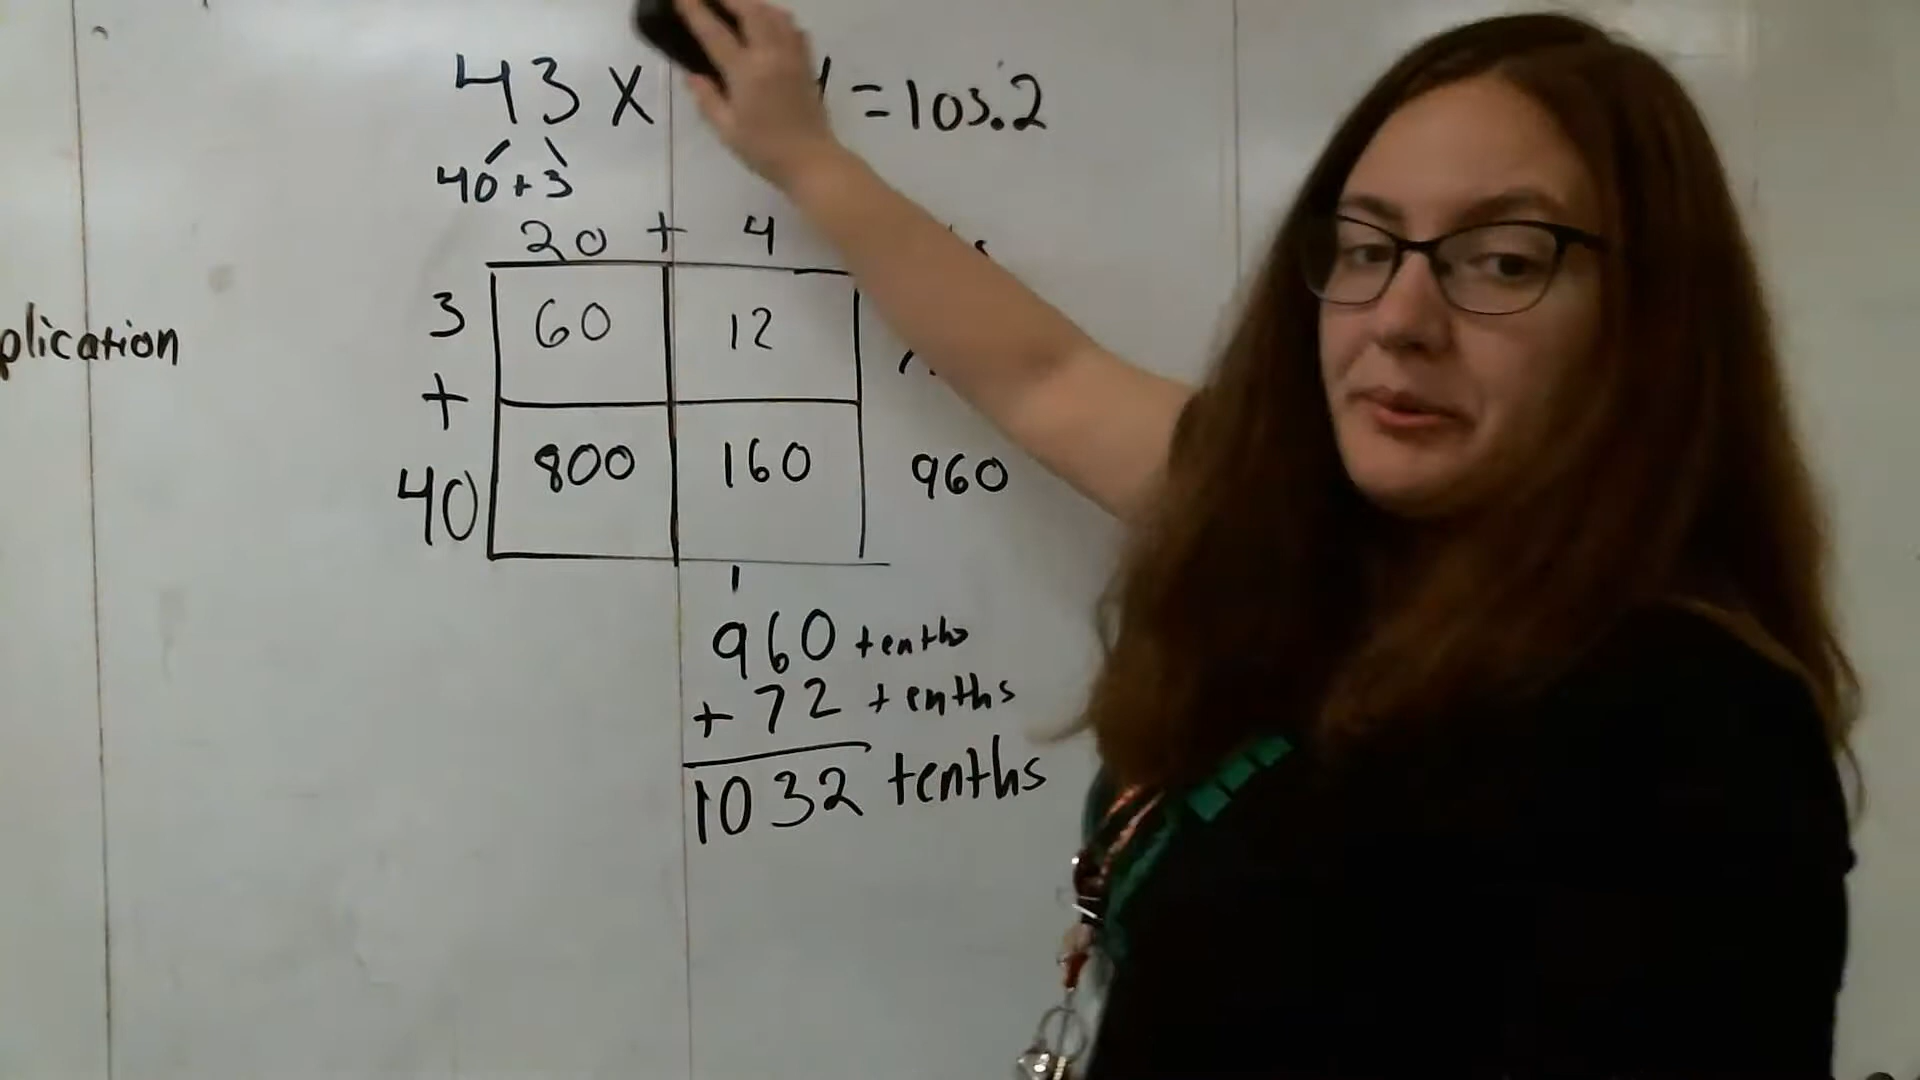 43 x = 103.2
40 + 3
20 + 4
3 60 12
plication
+
40 800 160 960
1
960 tenths
+ 72 tenths
1032 tenths